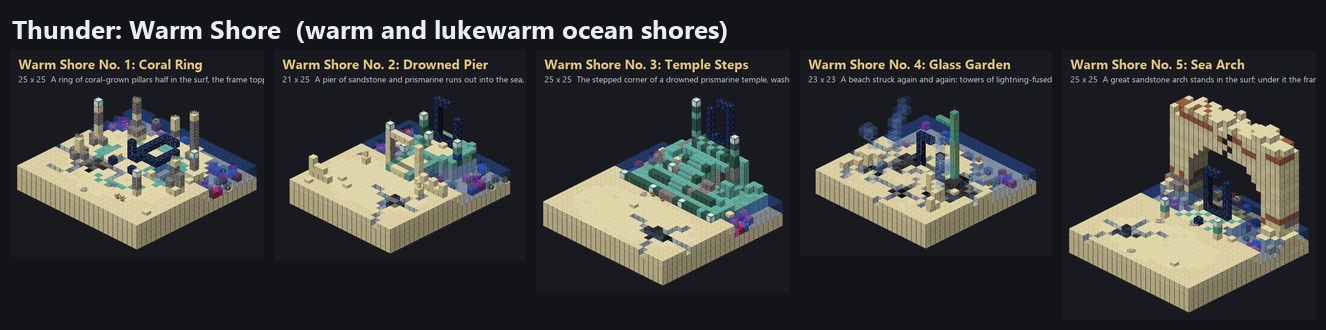 Thunder: Warm Shore (warm and lukewarm ocean shores)
Warm Shore No. 1: Coral Ring
25 x 25 A ring of coral-grown pillars half in the surf, the frame topp
Warm Shore No. 2: Drowned Pier
21 x 21 A pier of sandstone and prismarine runs out into the sea,
Warm Shore No. 3: Temple Steps
25 x 25 The stepped corner of a drowned prismarine temple, wash
Warm Shore No. 4: Glass Garden
23 x 23 A beach struck again and again: towers of lightning-fused
Warm Shore No. 5: Sea Arch
25 x 25 A great sandstone arch stands in the surf; under it the frar